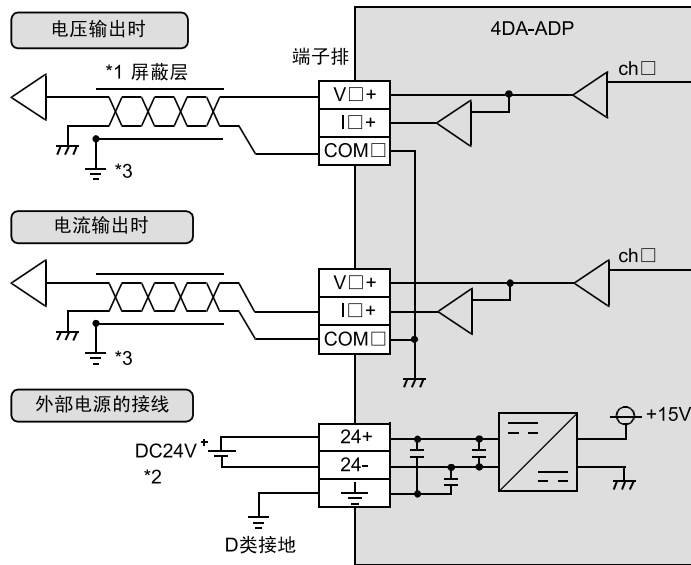 电压输出时
4DA-ADP
*1 屏蔽层
端子排
ch□
V□+
I□+
COM□
*3
电流输出时
ch□
V□+
I□+
COM□
*3
外部电源的接线
+15V
DC24V
+
*2
24+
24-
D类接地